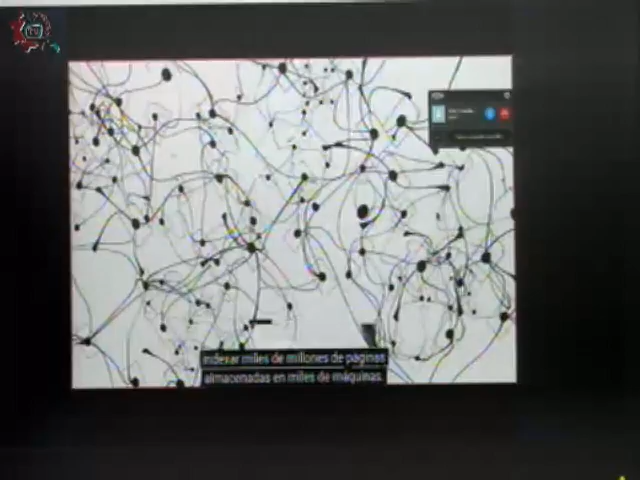 indexar miles de millones de páginas
almacenadas en miles de máquinas.